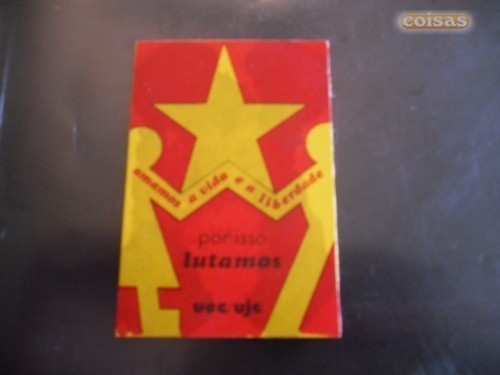 coisas
amamos a vida e a liberdade
por isso
lutamos
uec/ujc